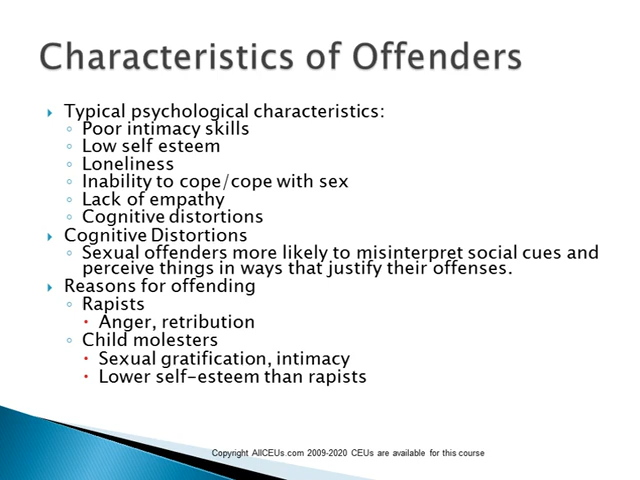 Characteristics of Offenders
Typical psychological characteristics:
Poor intimacy skills
Low self esteem
Loneliness
Inability to cope/cope with sex
Lack of empathy
Cognitive distortions
Cognitive Distortions
Sexual offenders more likely to misinterpret social cues and
perceive things in ways that justify their offenses.
Reasons for offending
Rapists
Anger, retribution
Child molesters
Sexual gratification, intimacy
Lower self-esteem than rapists
Copyright AllCEUs.com 2009-2020 CEUs are available for this course